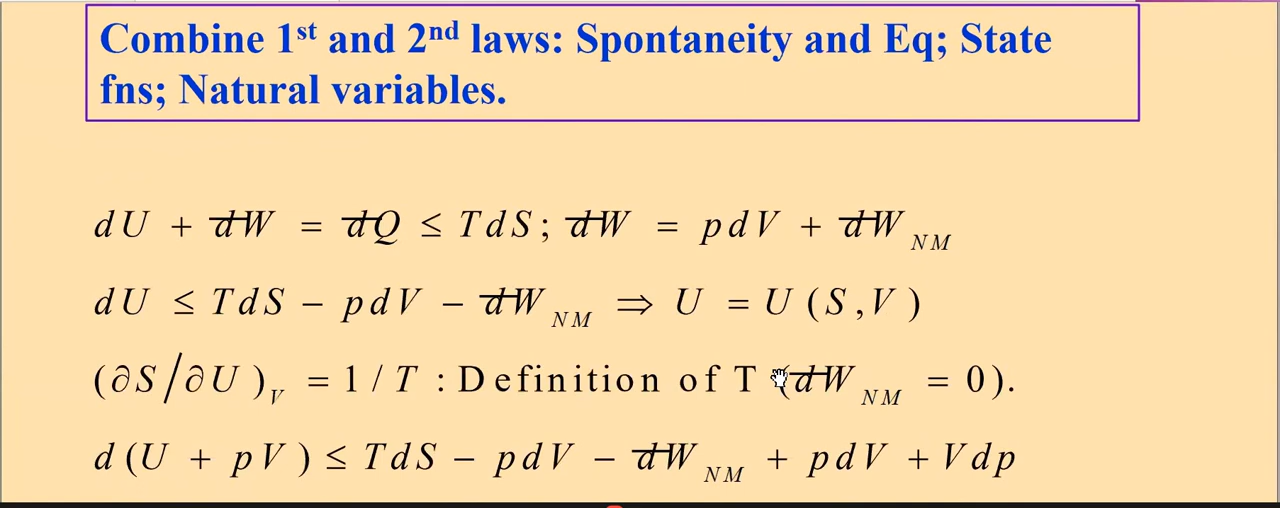 Combine 1st and 2nd laws: Spontaneity and Eq; State
fns; Natural variables.
dU + đW = đQ ≤ TdS; đW = pdV + đW_NM
dU ≤ TdS − pdV − đW_NM ⇒ U = U(S,V)
(∂S/∂U)_V = 1/T : Definition of T (đW_NM = 0).
d(U + pV) ≤ TdS − pdV − đW_NM + pdV + Vdp